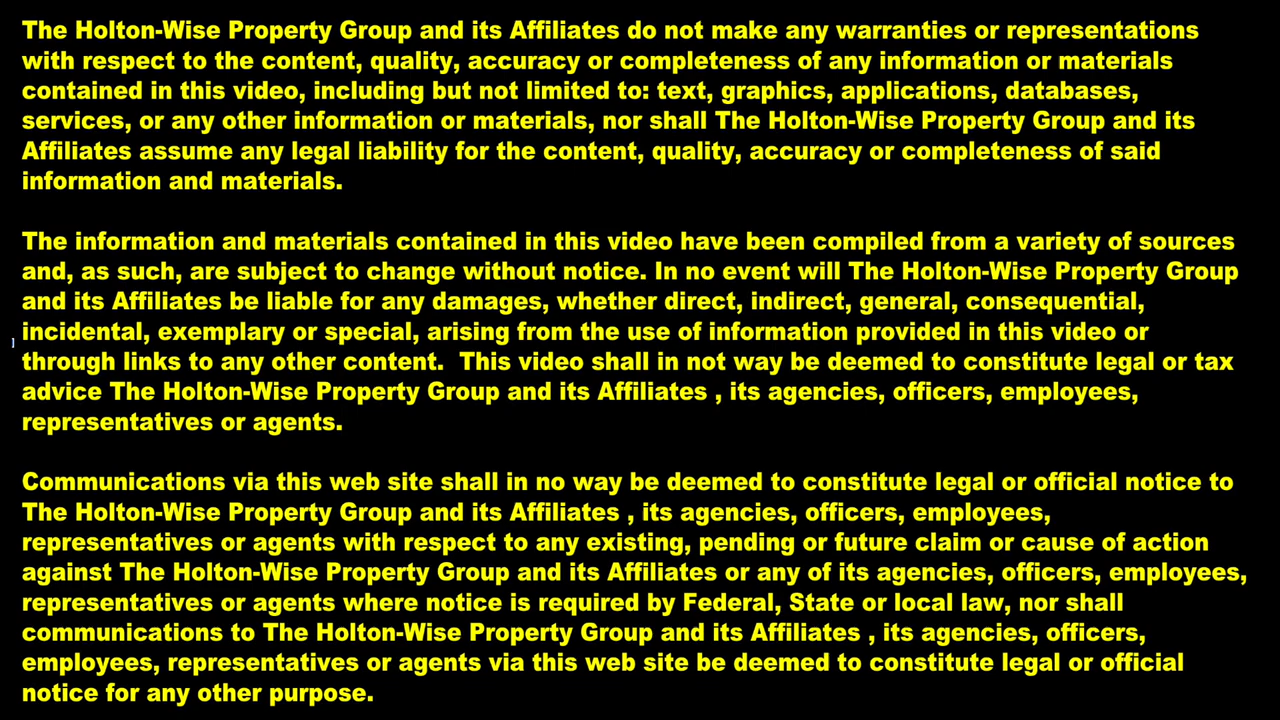 The Holton-Wise Property Group and its Affiliates do not make any warranties or representations
with respect to the content, quality, accuracy or completeness of any information or materials
contained in this video, including but not limited to: text, graphics, applications, databases,
services, or any other information or materials, nor shall The Holton-Wise Property Group and its
Affiliates assume any legal liability for the content, quality, accuracy or completeness of said
information and materials.
The information and materials contained in this video have been compiled from a variety of sources
and, as such, are subject to change without notice. In no event will The Holton-Wise Property Group
and its Affiliates be liable for any damages, whether direct, indirect, general, consequential,
incidental, exemplary or special, arising from the use of information provided in this video or
through links to any other content.  This video shall in not way be deemed to constitute legal or tax
advice The Holton-Wise Property Group and its Affiliates , its agencies, officers, employees,
representatives or agents.
Communications via this web site shall in no way be deemed to constitute legal or official notice to
The Holton-Wise Property Group and its Affiliates , its agencies, officers, employees,
representatives or agents with respect to any existing, pending or future claim or cause of action
against The Holton-Wise Property Group and its Affiliates or any of its agencies, officers, employees,
representatives or agents where notice is required by Federal, State or local law, nor shall
communications to The Holton-Wise Property Group and its Affiliates , its agencies, officers,
employees, representatives or agents via this web site be deemed to constitute legal or official
notice for any other purpose.